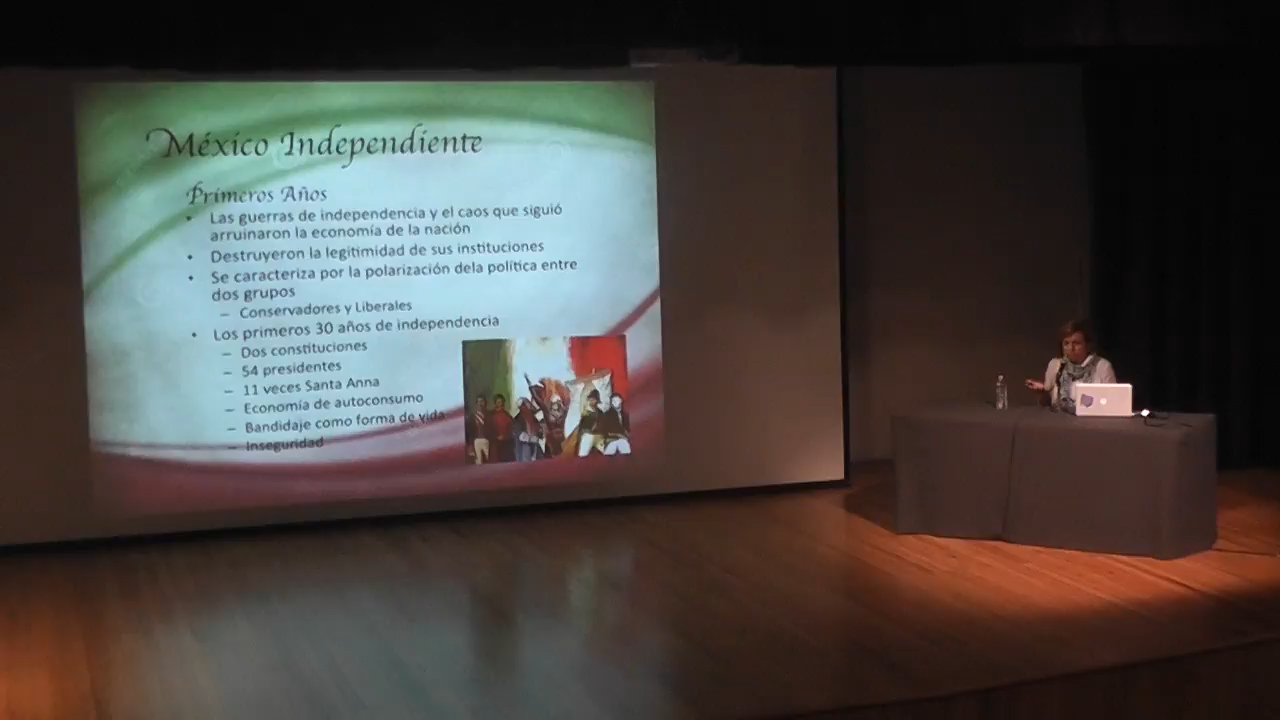 México Independiente
Primeros Años
• Las guerras de independencia y el caos que siguió
arruinaron la economía de la nación
• Destruyeron la legitimidad de sus instituciones
• Se caracteriza por la polarización dela política entre
dos grupos
– Conservadores y Liberales
• Los primeros 30 años de independencia
– Dos constituciones
– 54 presidentes
– 11 veces Santa Anna
– Economía de autoconsumo
– Bandidaje como forma de vida
– Inseguridad